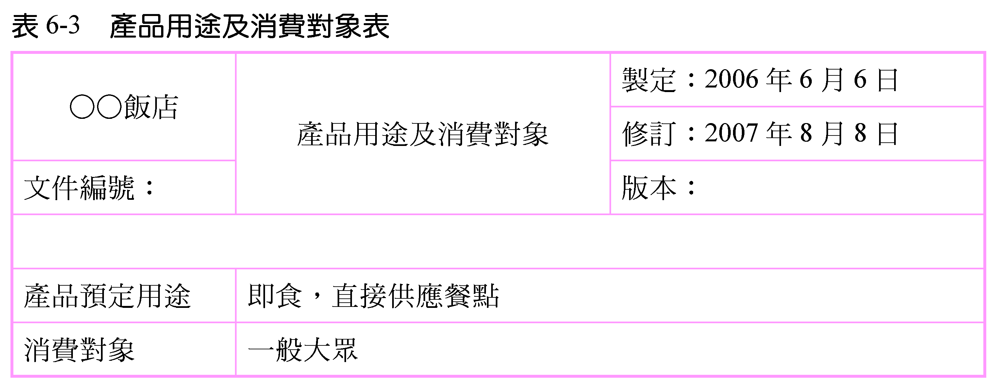 表 6-3　產品用途及消費對象表
○○飯店
產品用途及消費對象
製定：2006 年 6 月 6 日
修訂：2007 年 8 月 8 日
文件編號：
版本：
產品預定用途
即食，直接供應餐點
消費對象
一般大眾